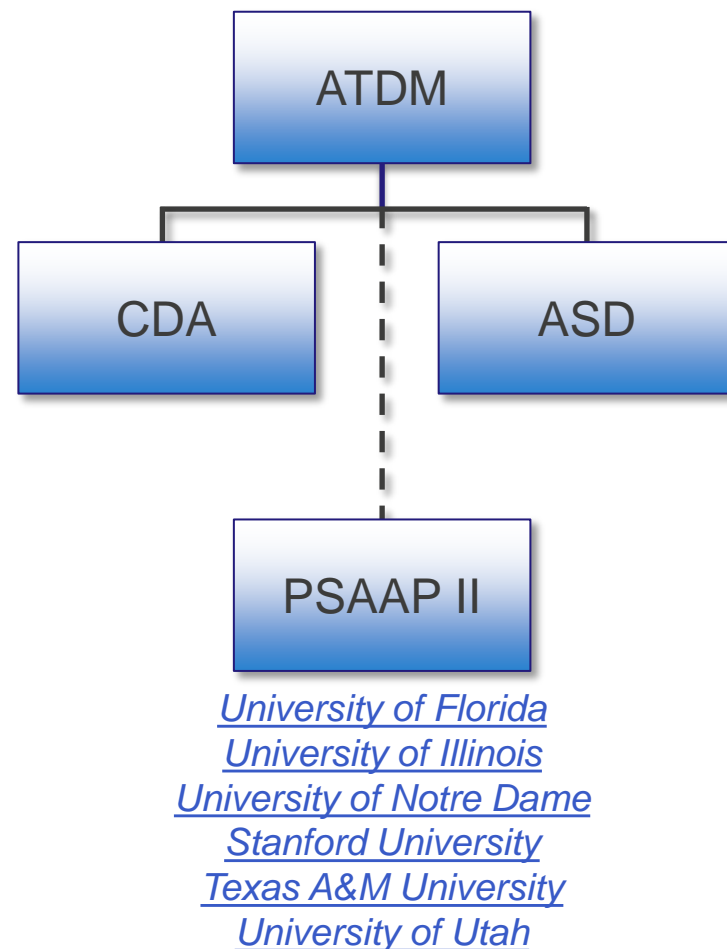 ATDM
CDA
ASD
PSAAP II
University of Florida
University of Illinois
University of Notre Dame
Stanford University
Texas A&M University
University of Utah